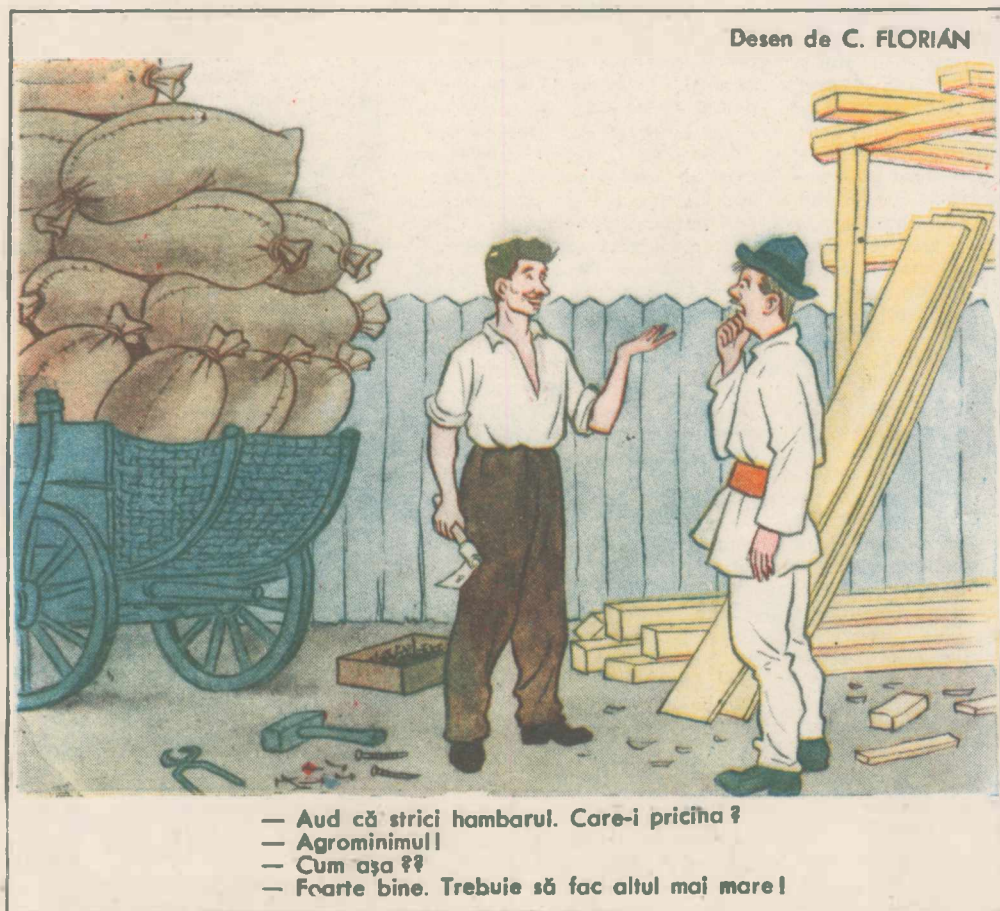 Desen de C. FLORIÁN
— Aud că strici hambarul. Care-i pricina ?
— Agrominimul!
— Cum așa ??
— Foarte bine. Trebuie să fac altul mai mare!